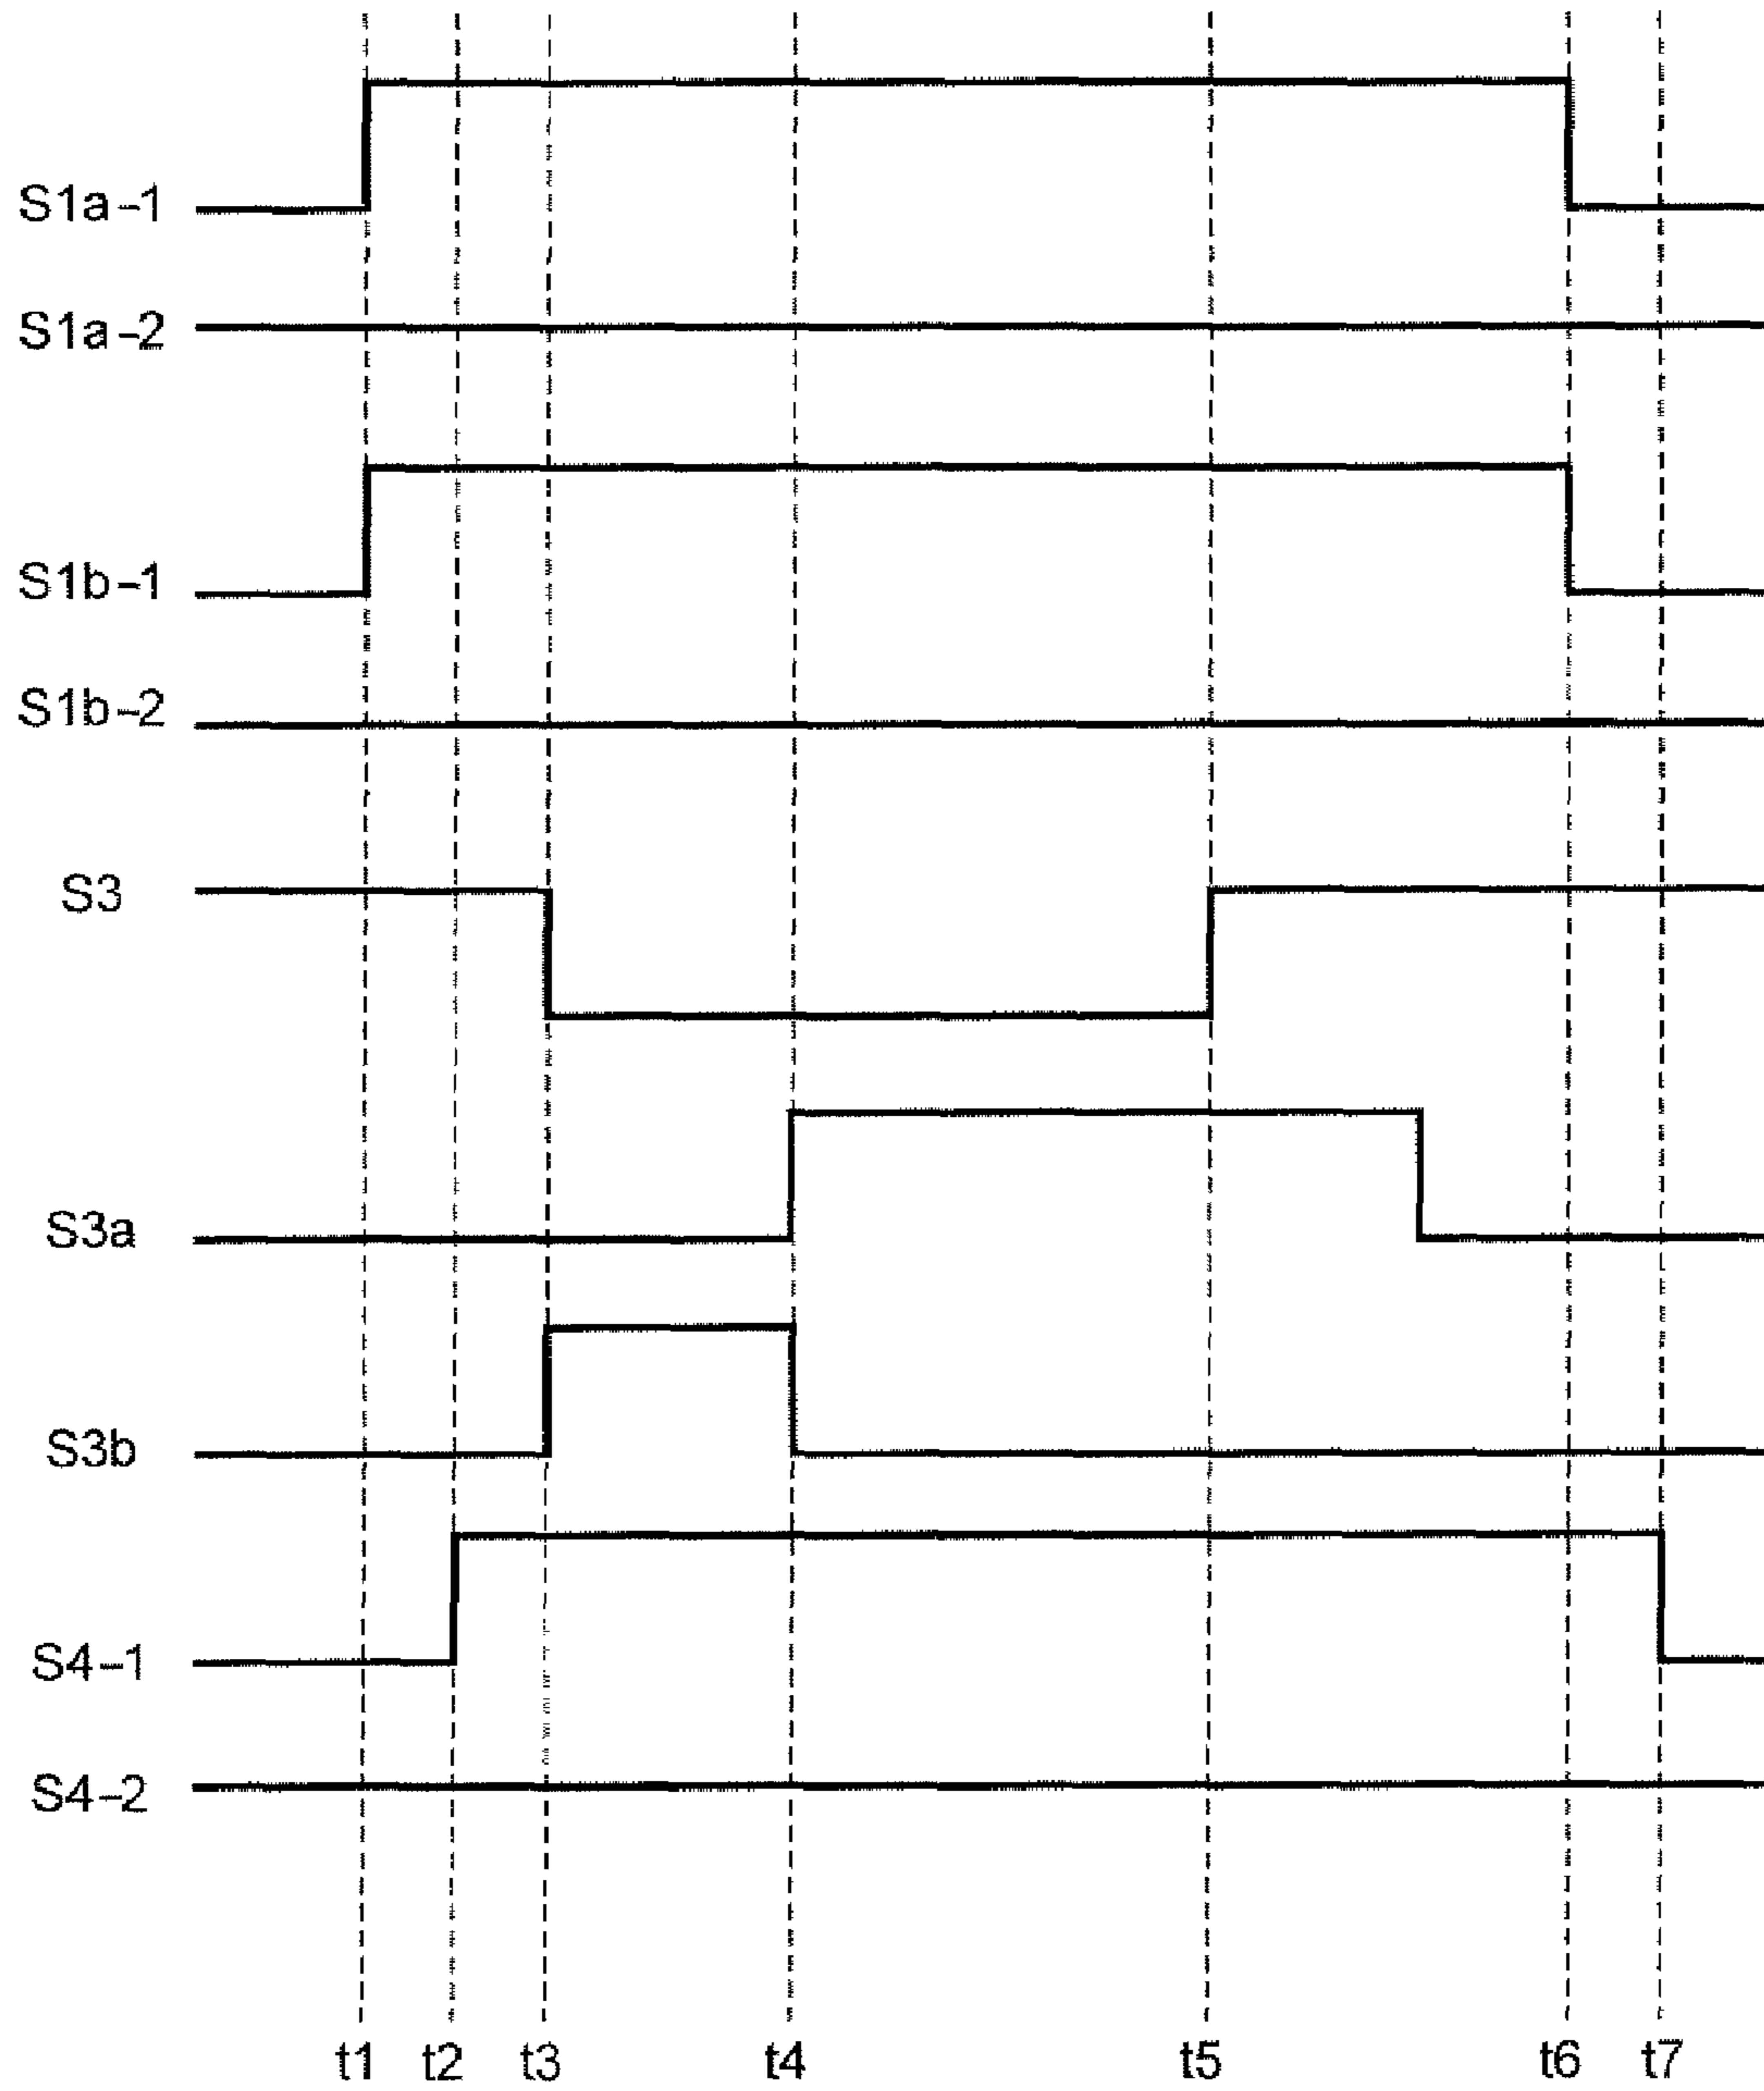 S1a-1
S1a-2
S1b-1
S1b-2
S3
S3a
S3b
S4-1
S4-2
t1 t2 t3 t4 t5 t6 t7